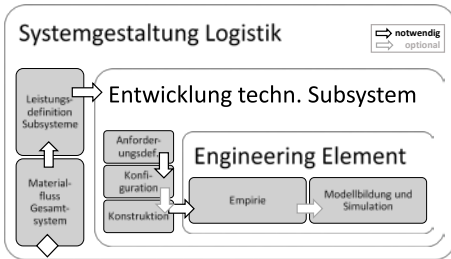 Systemgestaltung Logistik
notwendig
optional
Leistungs-
definition
Subsysteme
Entwicklung techn. Subsystem
Anforder-
ungsdef.
Konfi-
guration
Konstruktion
Engineering Element
Empirie
Modellbildung und
Simulation
Material-
fluss
Gesamt-
system